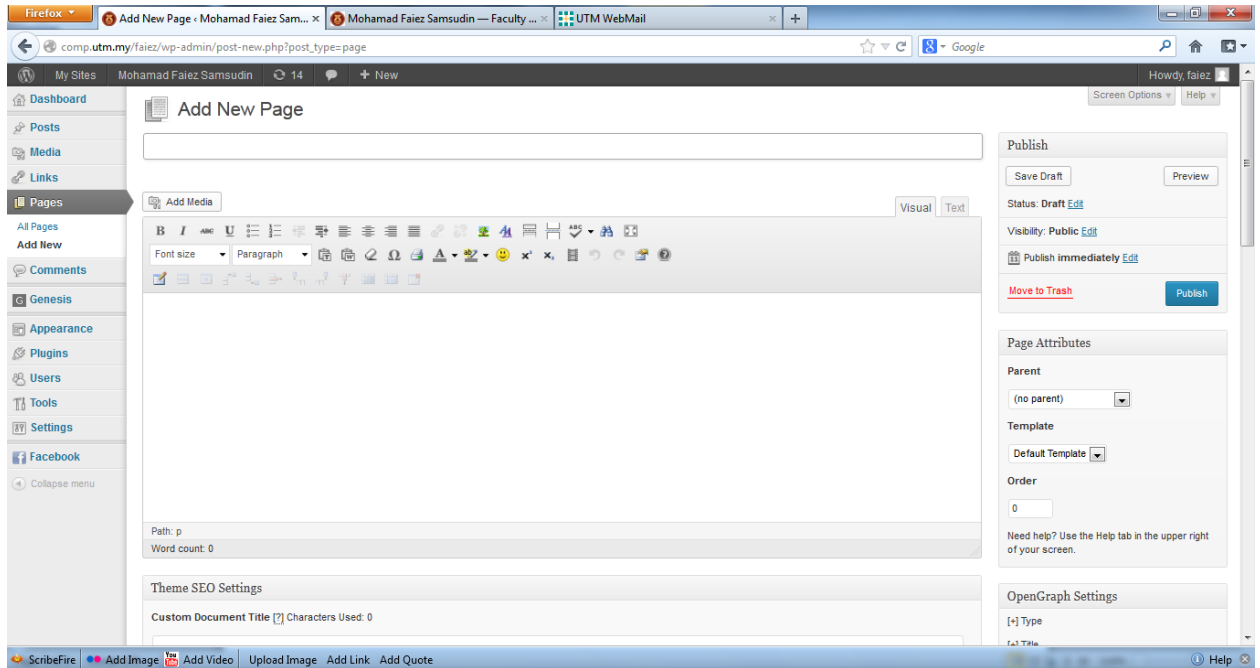 Firefox
Add New Page ‹ Mohamad Faiez Sam... ×
Mohamad Faiez Samsudin — Faculty ... ×
UTM WebMail ×
comp.utm.my/faiez/wp-admin/post-new.php?post_type=page
Google
My Sites Mohamad Faiez Samsudin 14 + New Howdy, faiez
Screen Options Help
Dashboard
Posts
Media
Links
Pages
All Pages
Add New
Comments
Genesis
Appearance
Plugins
Users
Tools
Settings
Facebook
Collapse menu
Add New Page
Add Media
Visual Text
B I ABC U ABC
Font size Paragraph Ω A ab x² x,
Path: p
Word count: 0
Theme SEO Settings
Custom Document Title [?] Characters Used: 0
Publish
Save Draft Preview
Status: Draft Edit
Visibility: Public Edit
Publish immediately Edit
Move to Trash Publish
Page Attributes
Parent
(no parent)
Template
Default Template
Order
0
Need help? Use the Help tab in the upper right
of your screen.
OpenGraph Settings
[+] Type
[+] Title
ScribeFire Add Image Add Video Upload Image Add Link Add Quote Help